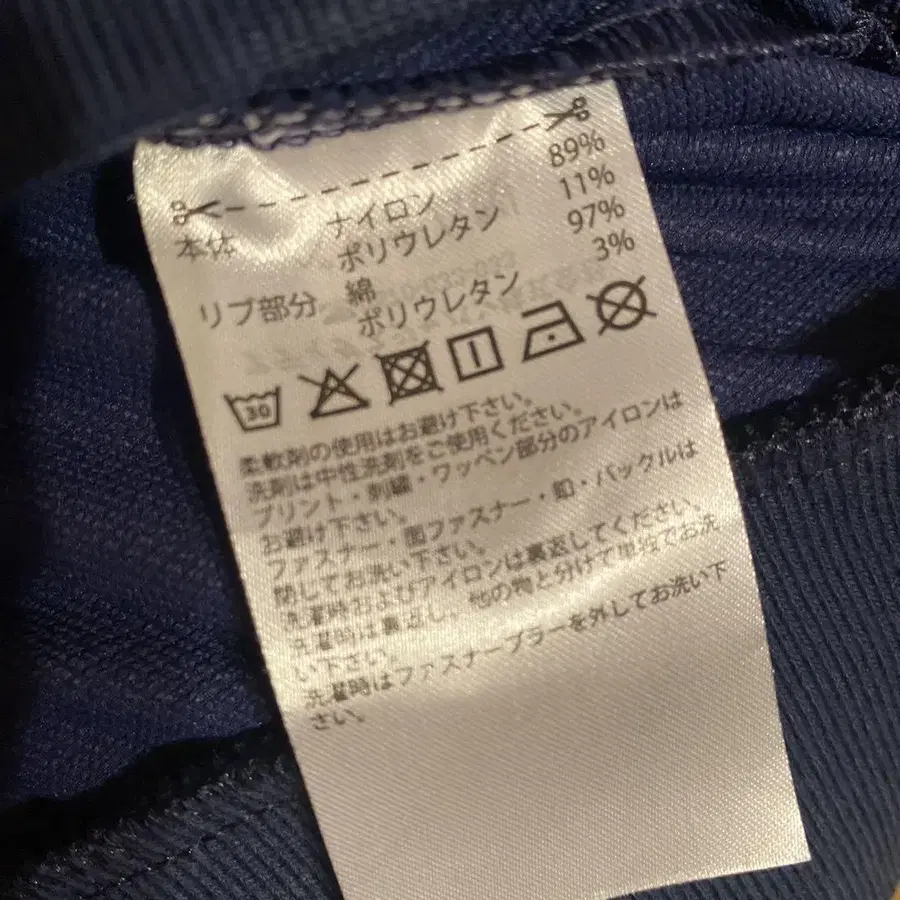 本体 ナイロン 89%
ポリウレタン 11%
リブ部分 綿 97%
ポリウレタン 3%
30
柔軟剤の使用はお避け下さい。
洗剤は中性洗剤をご使用ください。
プリント・刺繍・ワッペン部分のアイロンは
お避け下さい。
ファスナー・面ファスナー・釦・バックルは
閉じてお洗い下さい。
洗濯時およびアイロンは裏返してください。
洗濯時は裏返し、他の物と分けて単独でお洗
い下さい。
洗濯時はファスナープラーを外してお洗い下
さい。